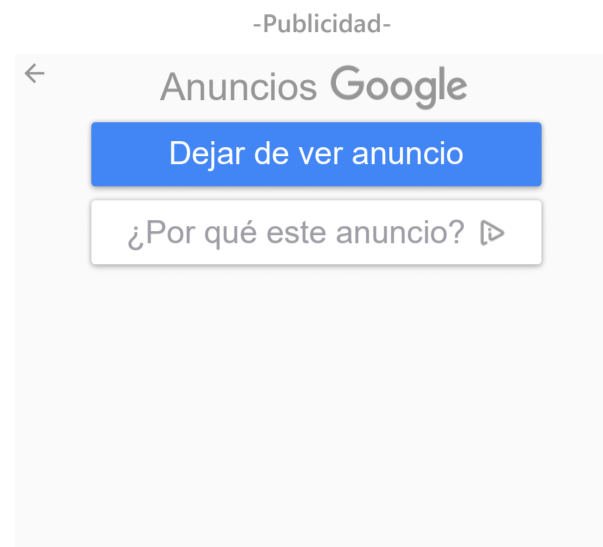 -Publicidad-
Anuncios Google
Dejar de ver anuncio
¿Por qué este anuncio?